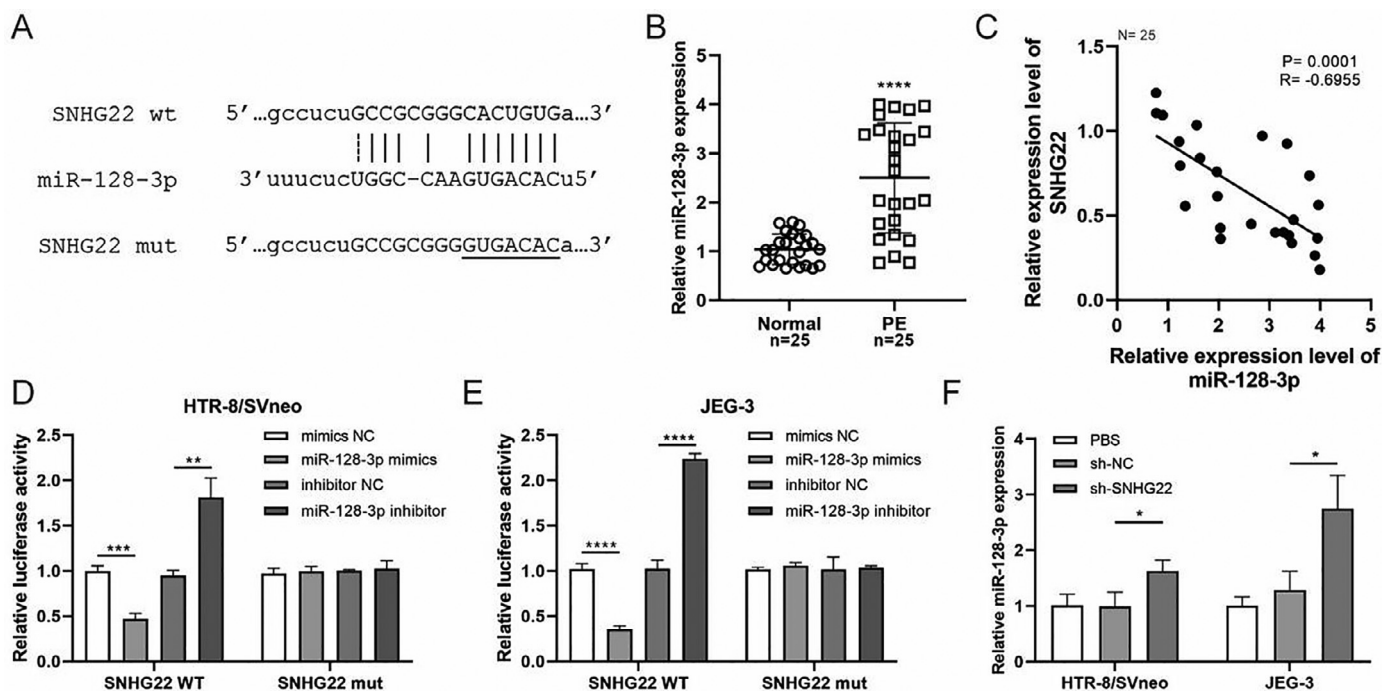 A
SNHG22 wt 5′…gccucuGCCGCGGGCACUGUGa…3′
miR-128-3p 3′uuucucUGGC-CAAGUGACACu5′
SNHG22 mut 5′…gccucuGCCGCGGGGUGACACa…3′
B
Relative miR-128-3p expression
5
4
3
2
1
0
****
Normal
n=25
PE
n=25
C
N= 25
P= 0.0001
R= -0.6955
Relative expression level of
SNHG22
1.5
1.0
0.5
0.0
0 1 2 3 4 5
Relative expression level of
miR-128-3p
D
HTR-8/SVneo
Relative luciferase activity
2.5
2.0
1.5
1.0
0.5
0.0
mimics NC
miR-128-3p mimics
inhibitor NC
miR-128-3p inhibitor
***
**
SNHG22 WT SNHG22 mut
E
JEG-3
Relative luciferase activity
2.5
2.0
1.5
1.0
0.5
0.0
mimics NC
miR-128-3p mimics
inhibitor NC
miR-128-3p inhibitor
****
****
SNHG22 WT SNHG22 mut
F
Relative miR-128-3p expression
4
3
2
1
0
PBS
sh-NC
sh-SNHG22
*
*
HTR-8/SVneo JEG-3